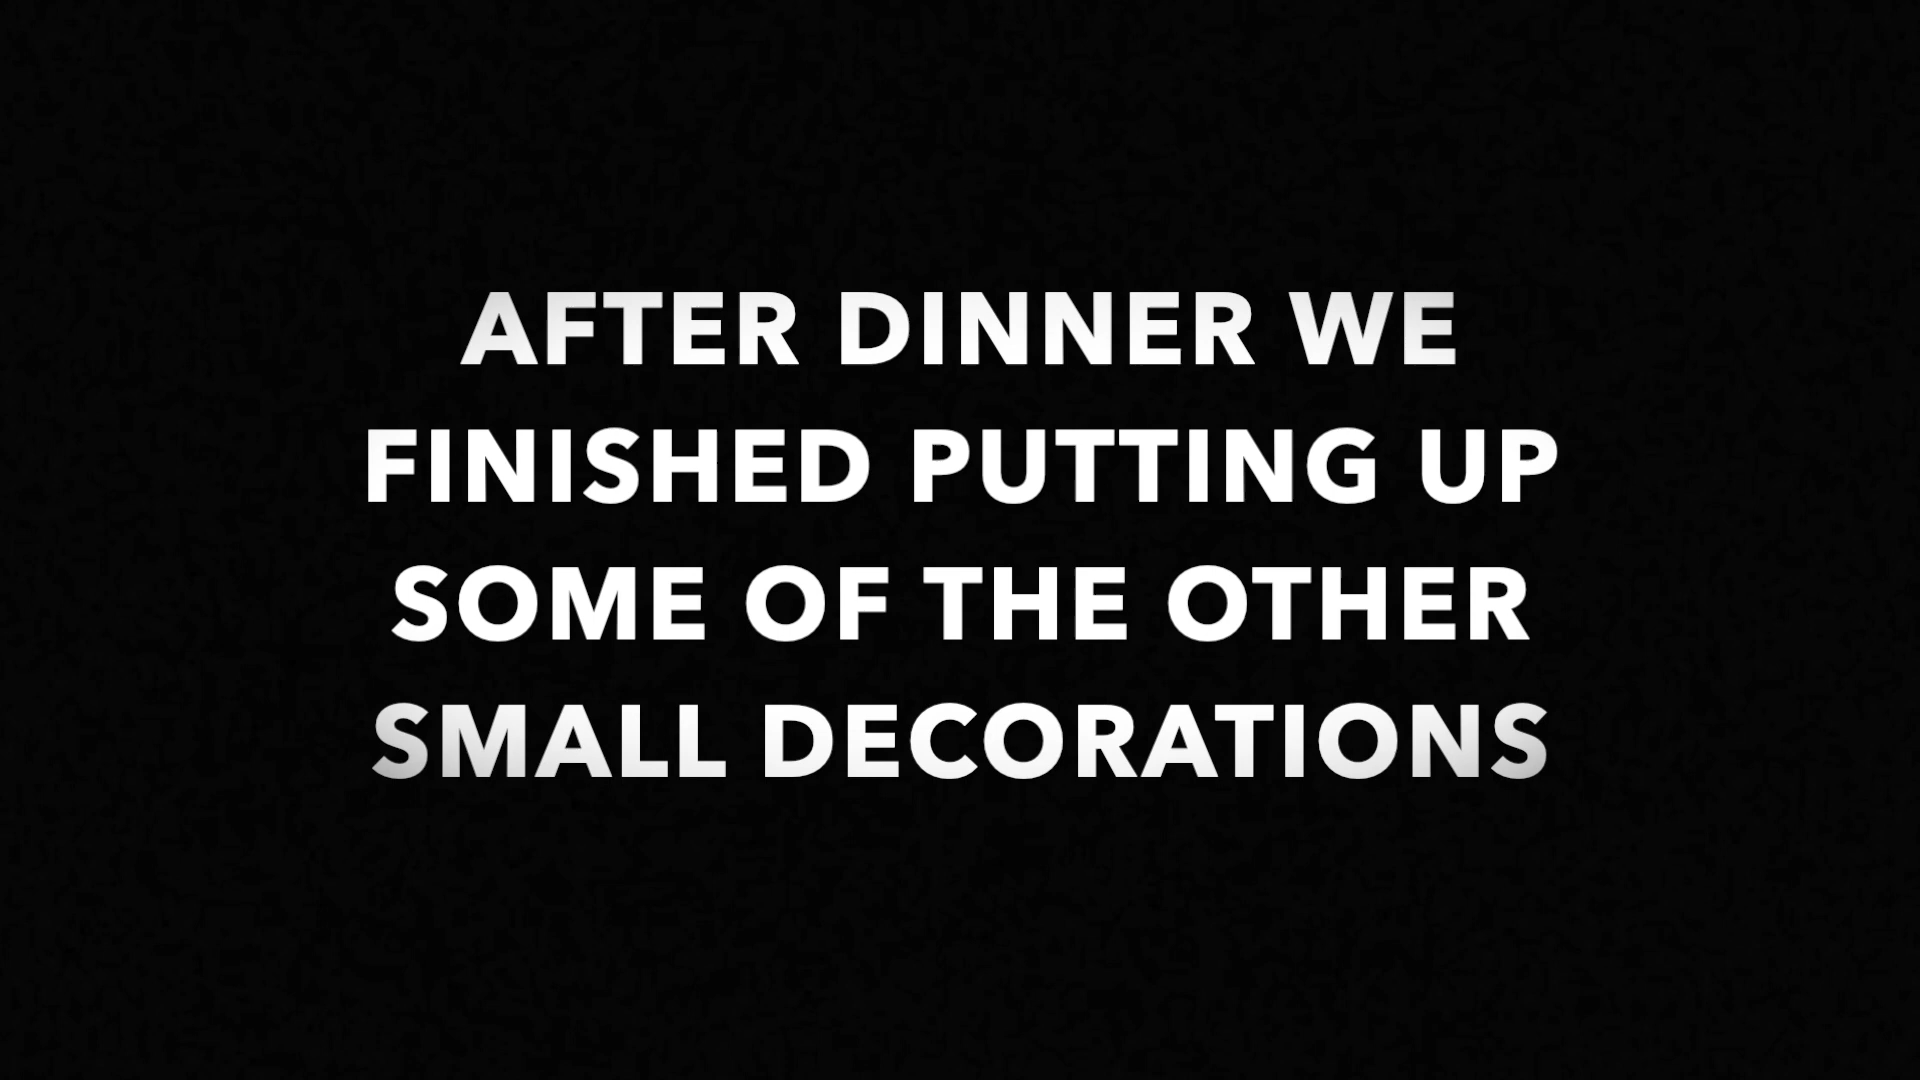 AFTER DINNER WE
FINISHED PUTTING UP
SOME OF THE OTHER
SMALL DECORATIONS